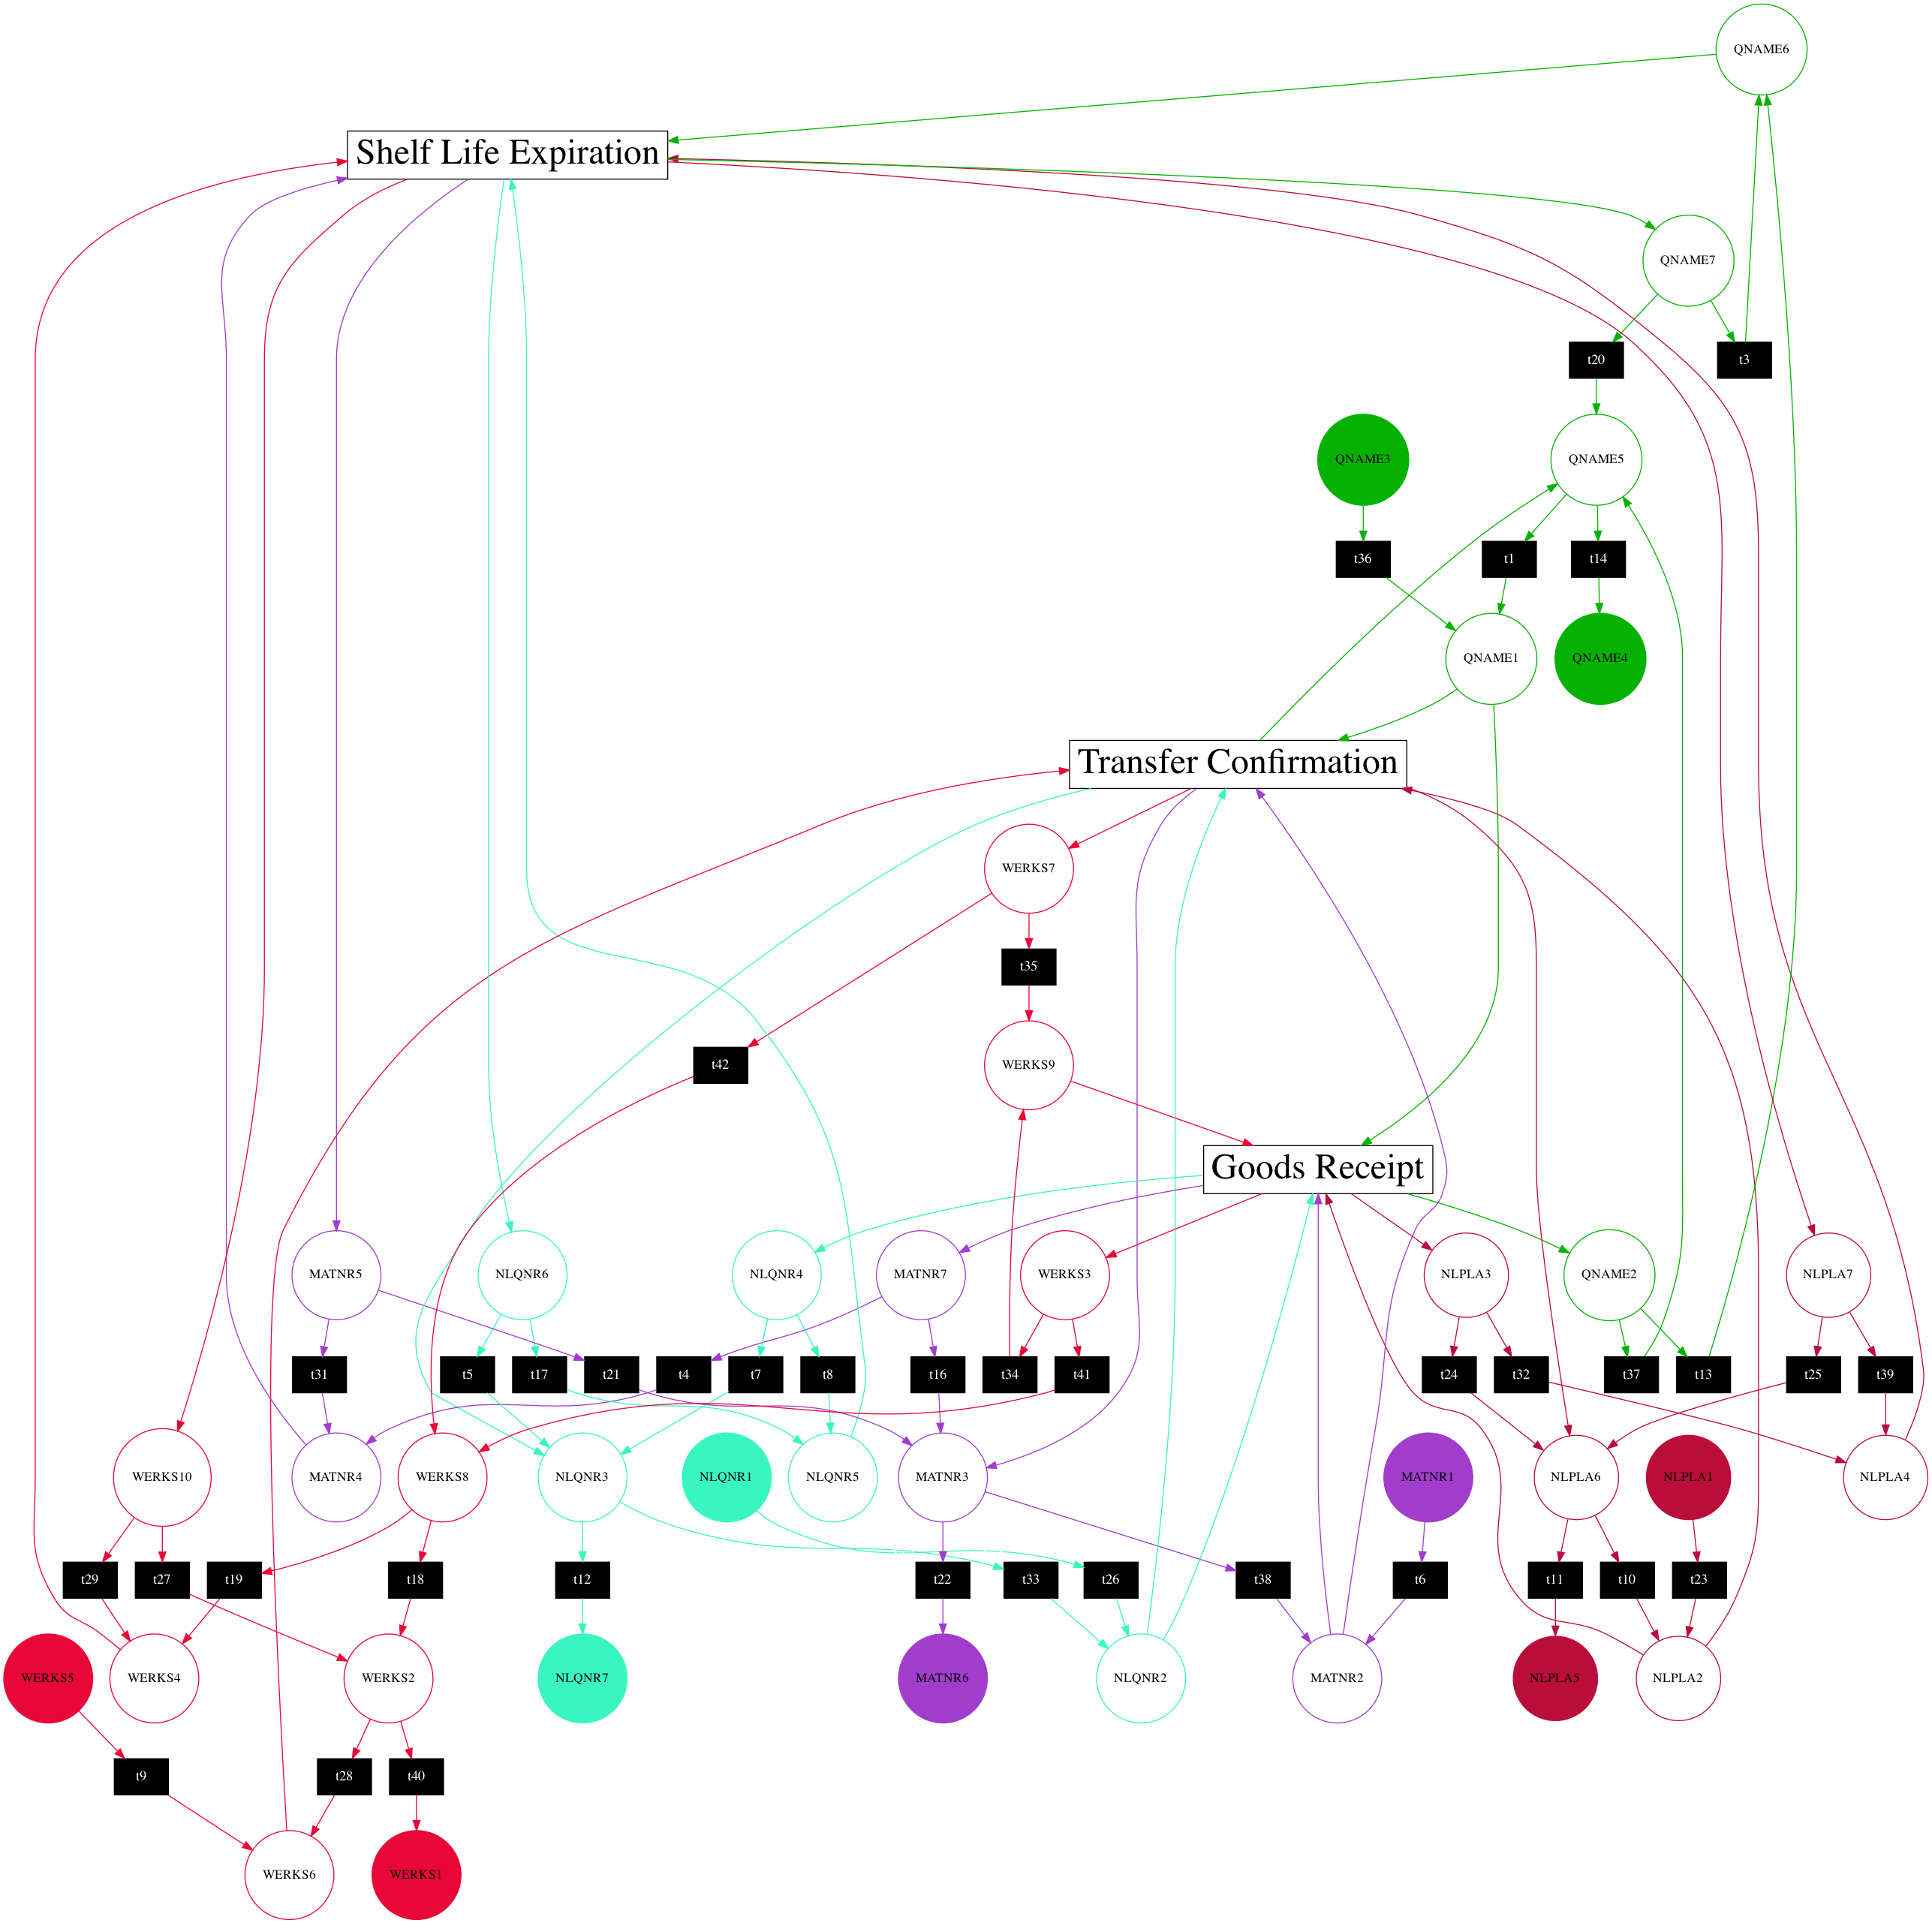 QNAME6
Shelf Life Expiration
QNAME7
t20
t3
QNAME3
QNAME5
t36
t1
t14
QNAME1
QNAME4
Transfer Confirmation
WERKS7
t35
t42
WERKS9
Goods Receipt
MATNR5
NLQNR6
NLQNR4
MATNR7
WERKS3
NLPLA3
QNAME2
NLPLA7
t31
t5
t17
t21
t4
t7
t8
t16
t34
t41
t24
t32
t37
t13
t25
t39
WERKS10
MATNR4
WERKS8
NLQNR3
NLQNR1
NLQNR5
MATNR3
MATNR1
NLPLA6
NLPLA1
NLPLA4
t29
t27
t19
t18
t12
t22
t33
t26
t38
t6
t11
t10
t23
WERKS5
WERKS4
WERKS2
NLQNR7
MATNR6
NLQNR2
MATNR2
NLPLA5
NLPLA2
t9
t28
t40
WERKS6
WERKS1